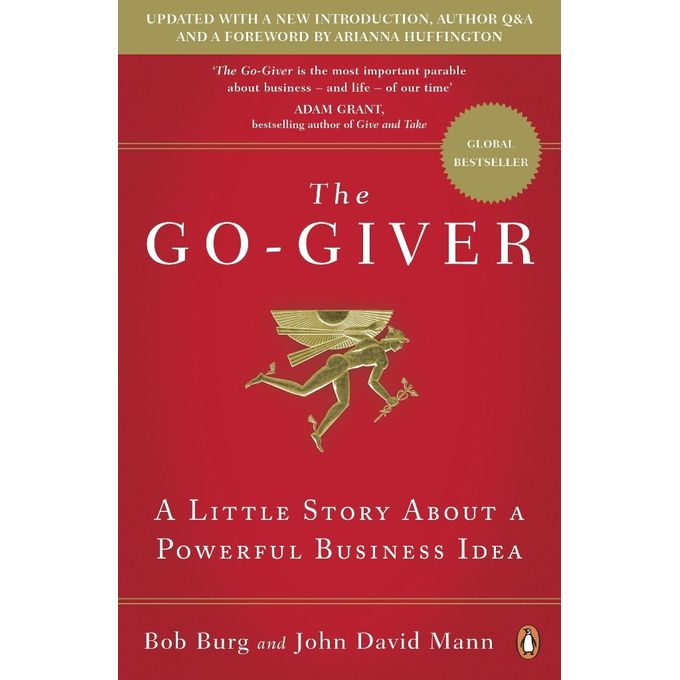 UPDATED WITH A NEW INTRODUCTION, AUTHOR Q&A
AND A FOREWORD BY ARIANNA HUFFINGTON
‘The Go-Giver is the most important parable
about business – and life – of our time’
ADAM GRANT,
bestselling author of Give and Take
GLOBAL
BESTSELLER
The
GO-GIVER
A LITTLE STORY ABOUT A
POWERFUL BUSINESS IDEA
Bob Burg and John David Mann